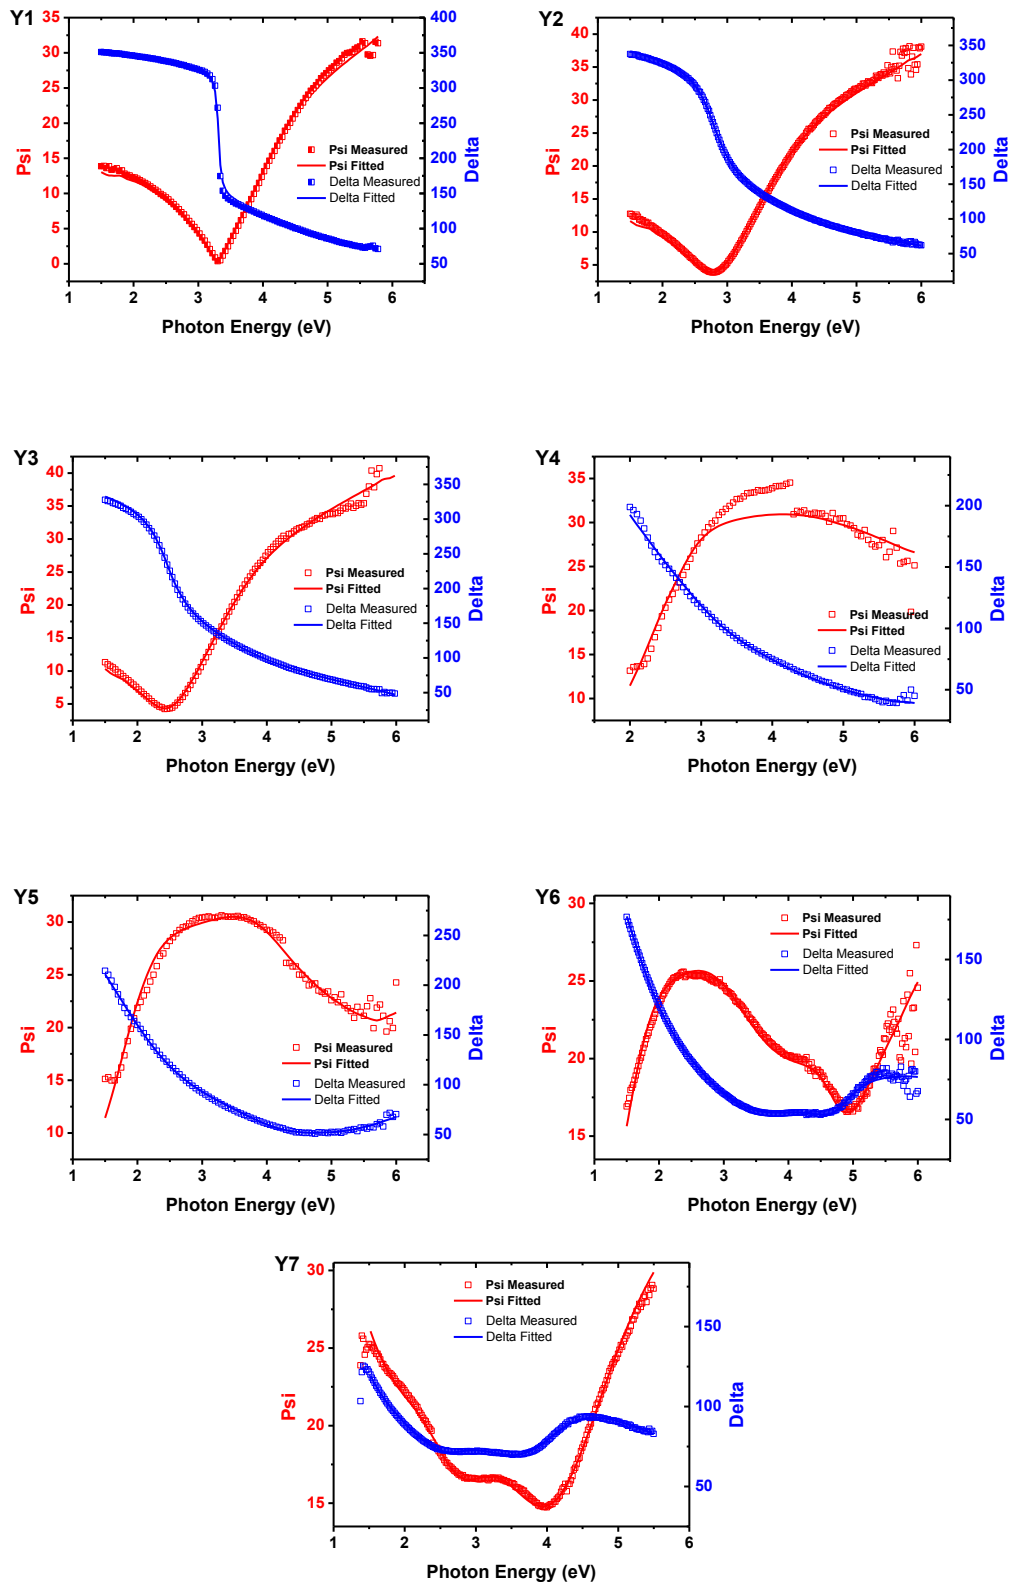 Y1
35
30
25
20
15
10
5
0
Psi
400
350
300
250
200
150
100
50
Delta
Psi Measured
Psi Fitted
Delta Measured
Delta Fitted
1 2 3 4 5 6
Photon Energy (eV)
Y2
40
35
30
25
20
15
10
5
Psi
350
300
250
200
150
100
50
Delta
Psi Measured
Psi Fitted
Delta Measured
Delta Fitted
1 2 3 4 5 6
Photon Energy (eV)
Y3
40
35
30
25
20
15
10
5
Psi
350
300
250
200
150
100
50
Delta
Psi Measured
Psi Fitted
Delta Measured
Delta Fitted
1 2 3 4 5 6
Photon Energy (eV)
Y4
35
30
25
20
15
10
Psi
200
150
100
50
Delta
Psi Measured
Psi Fitted
Delta Measured
Delta Fitted
2 3 4 5 6
Photon Energy (eV)
Y5
30
25
20
15
10
Psi
250
200
150
100
50
Delta
Psi Measured
Psi Fitted
Delta Measured
Delta Fitted
1 2 3 4 5 6
Photon Energy (eV)
Y6
30
25
20
15
Psi
150
100
50
Delta
Psi Measured
Psi Fitted
Delta Measured
Delta Fitted
1 2 3 4 5 6
Photon Energy (eV)
Y7
30
25
20
15
Psi
150
100
50
Delta
Psi Measured
Psi Fitted
Delta Measured
Delta Fitted
1 2 3 4 5 6
Photon Energy (eV)